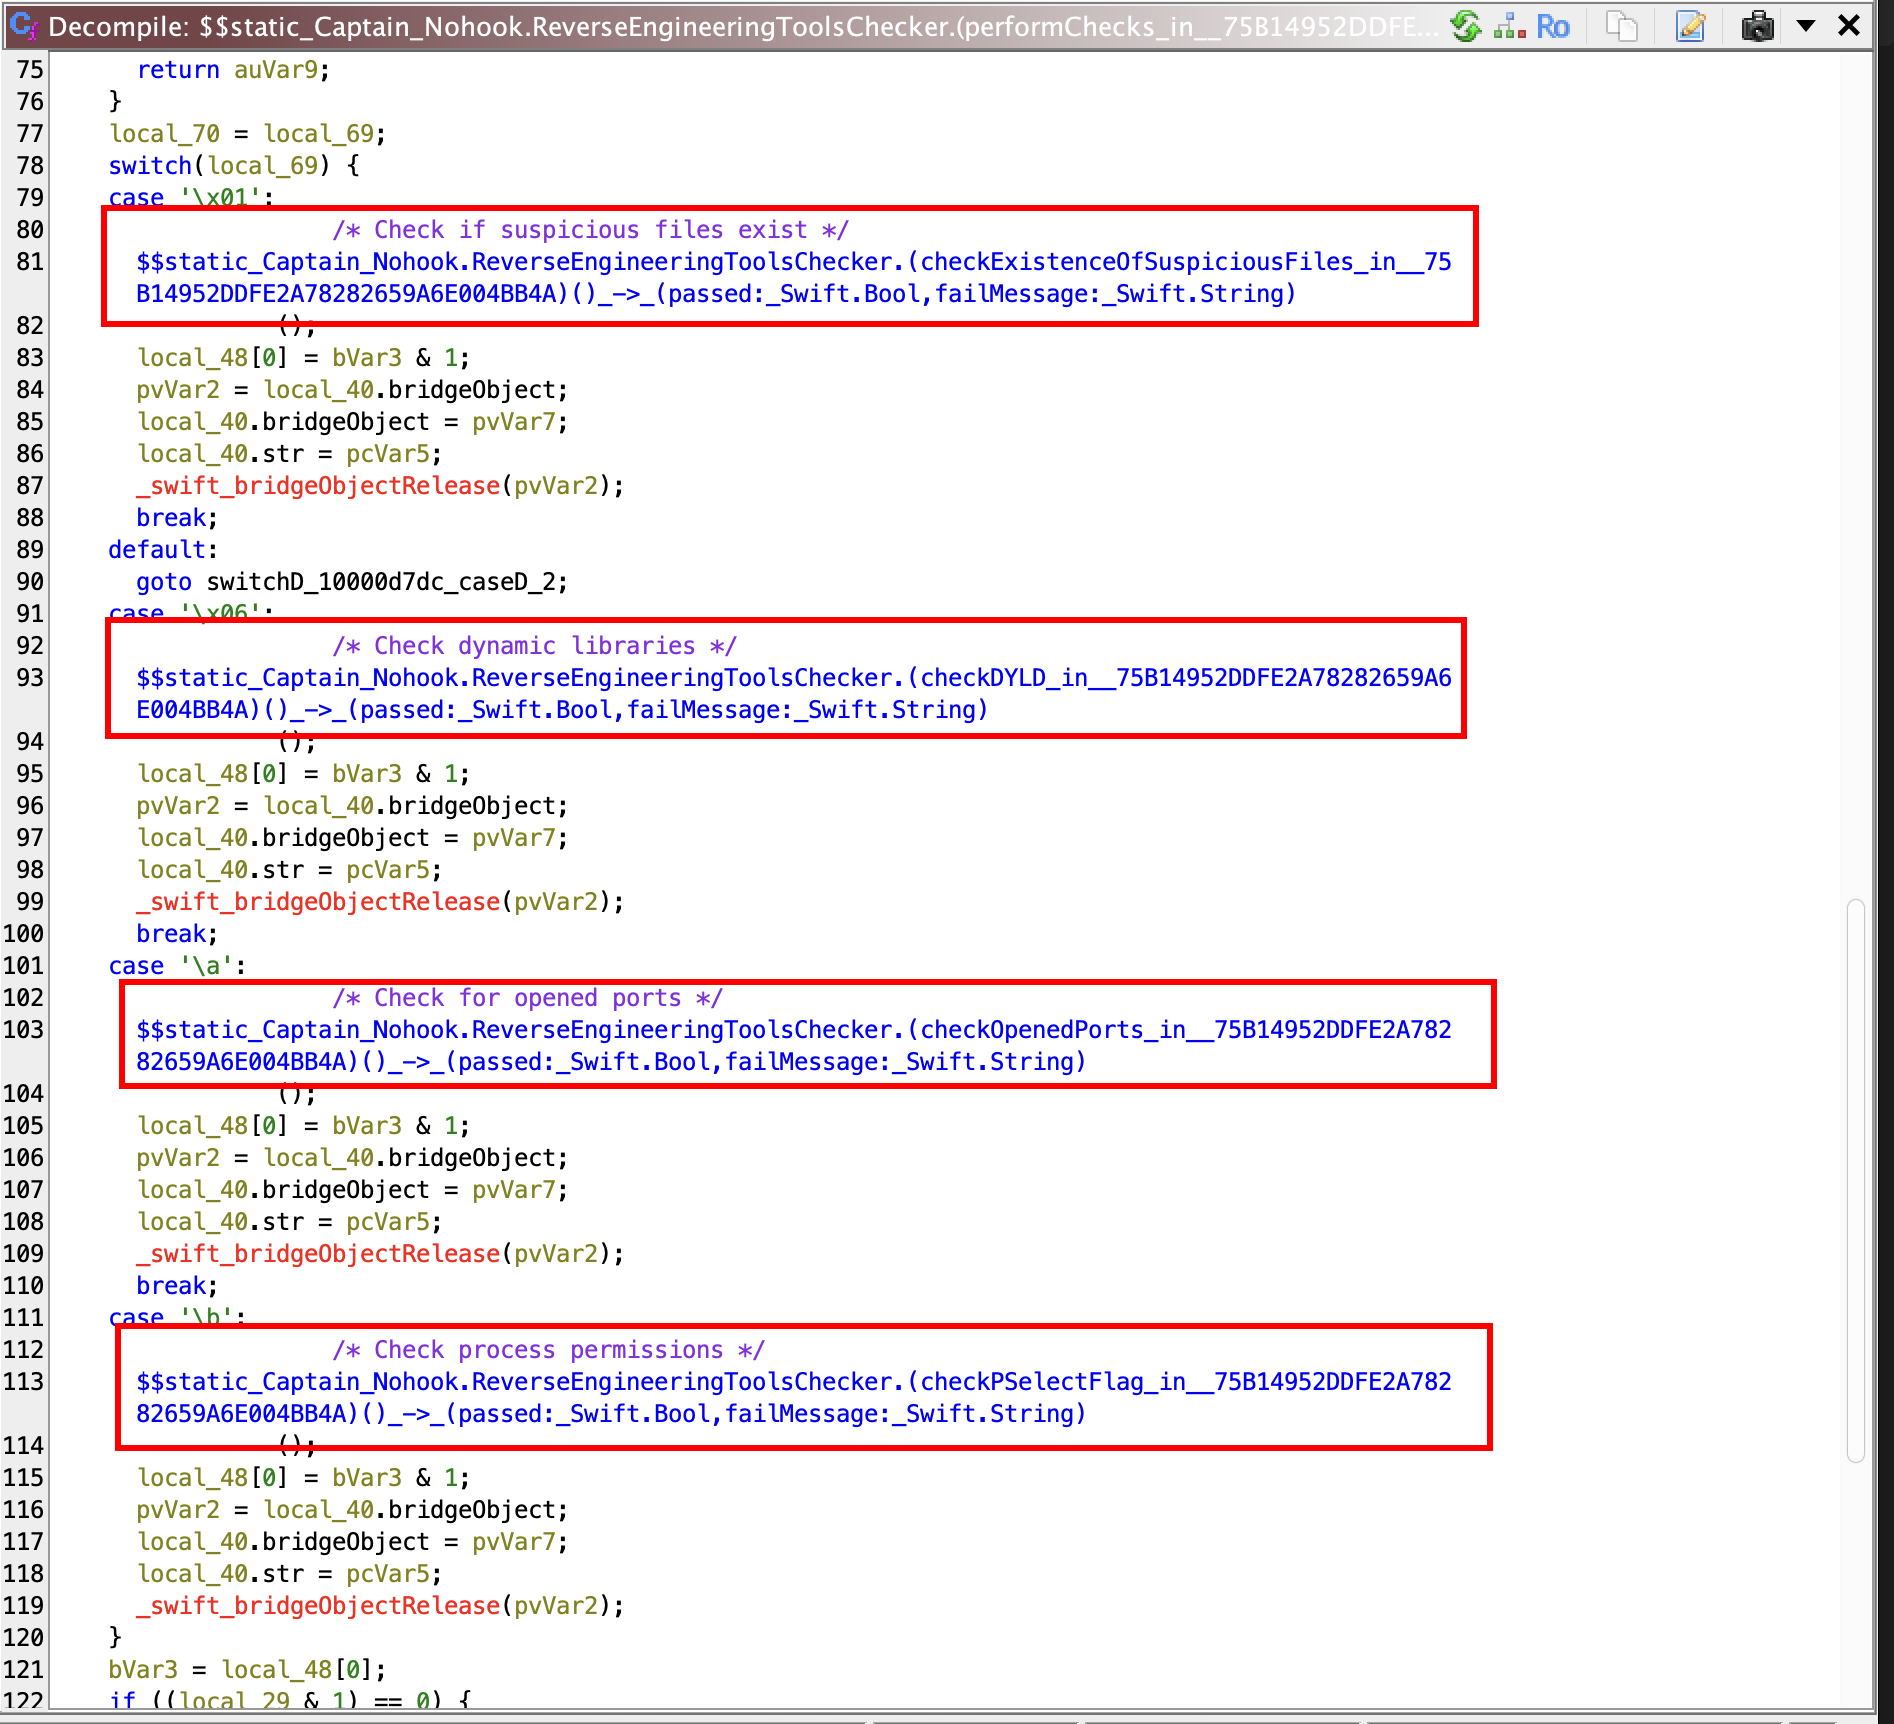 Decompile: $$static_Captain_Nohook.ReverseEngineeringToolsChecker.(performChecks_in__75B14952DDFE...
Ro
75 return auVar9;
76 }
77 local_70 = local_69;
78 switch(local_69) {
79 case '\x01':
80 /* Check if suspicious files exist */
81 $$static_Captain_Nohook.ReverseEngineeringToolsChecker.(checkExistenceOfSuspiciousFiles_in__75
B14952DDFE2A78282659A6E004BB4A)()_->_(passed:_Swift.Bool,failMessage:_Swift.String)
82 ();
83 local_48[0] = bVar3 & 1;
84 pvVar2 = local_40.bridgeObject;
85 local_40.bridgeObject = pvVar7;
86 local_40.str = pcVar5;
87 _swift_bridgeObjectRelease(pvVar2);
88 break;
89 default:
90 goto switchD_10000d7dc_caseD_2;
91 case '\x06':
92 /* Check dynamic libraries */
93 $$static_Captain_Nohook.ReverseEngineeringToolsChecker.(checkDYLD_in__75B14952DDFE2A78282659A6
E004BB4A)()_->_(passed:_Swift.Bool,failMessage:_Swift.String)
94 ();
95 local_48[0] = bVar3 & 1;
96 pvVar2 = local_40.bridgeObject;
97 local_40.bridgeObject = pvVar7;
98 local_40.str = pcVar5;
99 _swift_bridgeObjectRelease(pvVar2);
100 break;
101 case '\a':
102 /* Check for opened ports */
103 $$static_Captain_Nohook.ReverseEngineeringToolsChecker.(checkOpenedPorts_in__75B14952DDFE2A782
82659A6E004BB4A)()_->_(passed:_Swift.Bool,failMessage:_Swift.String)
104 ();
105 local_48[0] = bVar3 & 1;
106 pvVar2 = local_40.bridgeObject;
107 local_40.bridgeObject = pvVar7;
108 local_40.str = pcVar5;
109 _swift_bridgeObjectRelease(pvVar2);
110 break;
111 case '\b':
112 /* Check process permissions */
113 $$static_Captain_Nohook.ReverseEngineeringToolsChecker.(checkPSelectFlag_in__75B14952DDFE2A782
82659A6E004BB4A)()_->_(passed:_Swift.Bool,failMessage:_Swift.String)
114 ();
115 local_48[0] = bVar3 & 1;
116 pvVar2 = local_40.bridgeObject;
117 local_40.bridgeObject = pvVar7;
118 local_40.str = pcVar5;
119 _swift_bridgeObjectRelease(pvVar2);
120 }
121 bVar3 = local_48[0];
122 if ((local_29 & 1) == 0) {